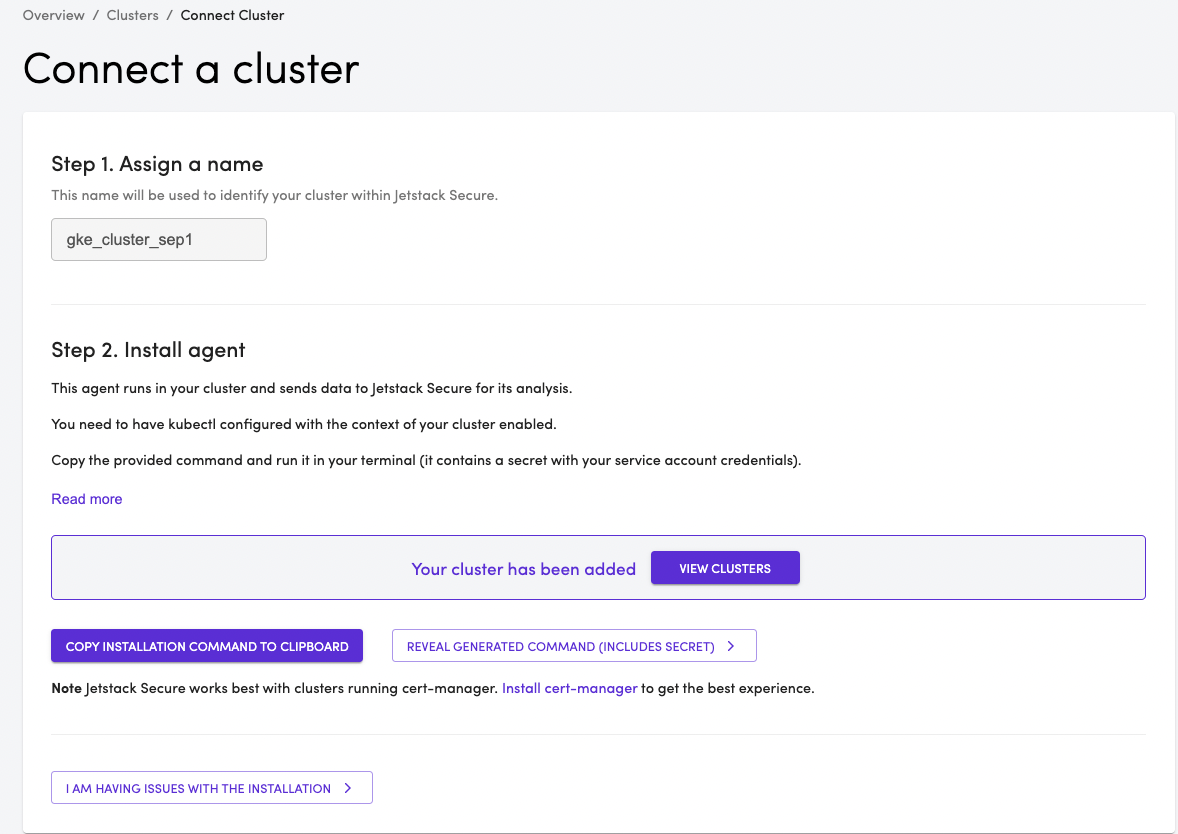 Overview / Clusters / Connect Cluster
Connect a cluster
Step 1. Assign a name
This name will be used to identify your cluster within Jetstack Secure.
gke_cluster_sep1
Step 2. Install agent
This agent runs in your cluster and sends data to Jetstack Secure for its analysis.
You need to have kubectl configured with the context of your cluster enabled.
Copy the provided command and run it in your terminal (it contains a secret with your service account credentials).
Read more
Your cluster has been added VIEW CLUSTERS
COPY INSTALLATION COMMAND TO CLIPBOARD REVEAL GENERATED COMMAND (INCLUDES SECRET)
Note Jetstack Secure works best with clusters running cert-manager. Install cert-manager to get the best experience.
I AM HAVING ISSUES WITH THE INSTALLATION